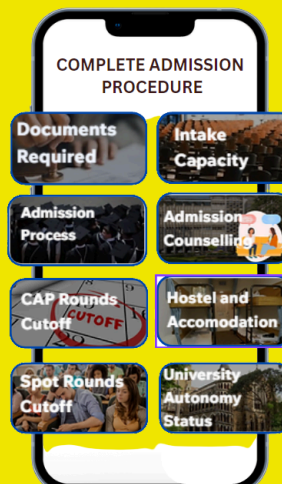 COMPLETE ADMISSION
PROCEDURE
Documents
Required
Intake
Capacity
Admission
Process
Admission
Counselling
CAP Rounds
Cutoff
CUTOFF
Hostel and
Accomodation
Spot Rounds
Cutoff
University
Autonomy
Status